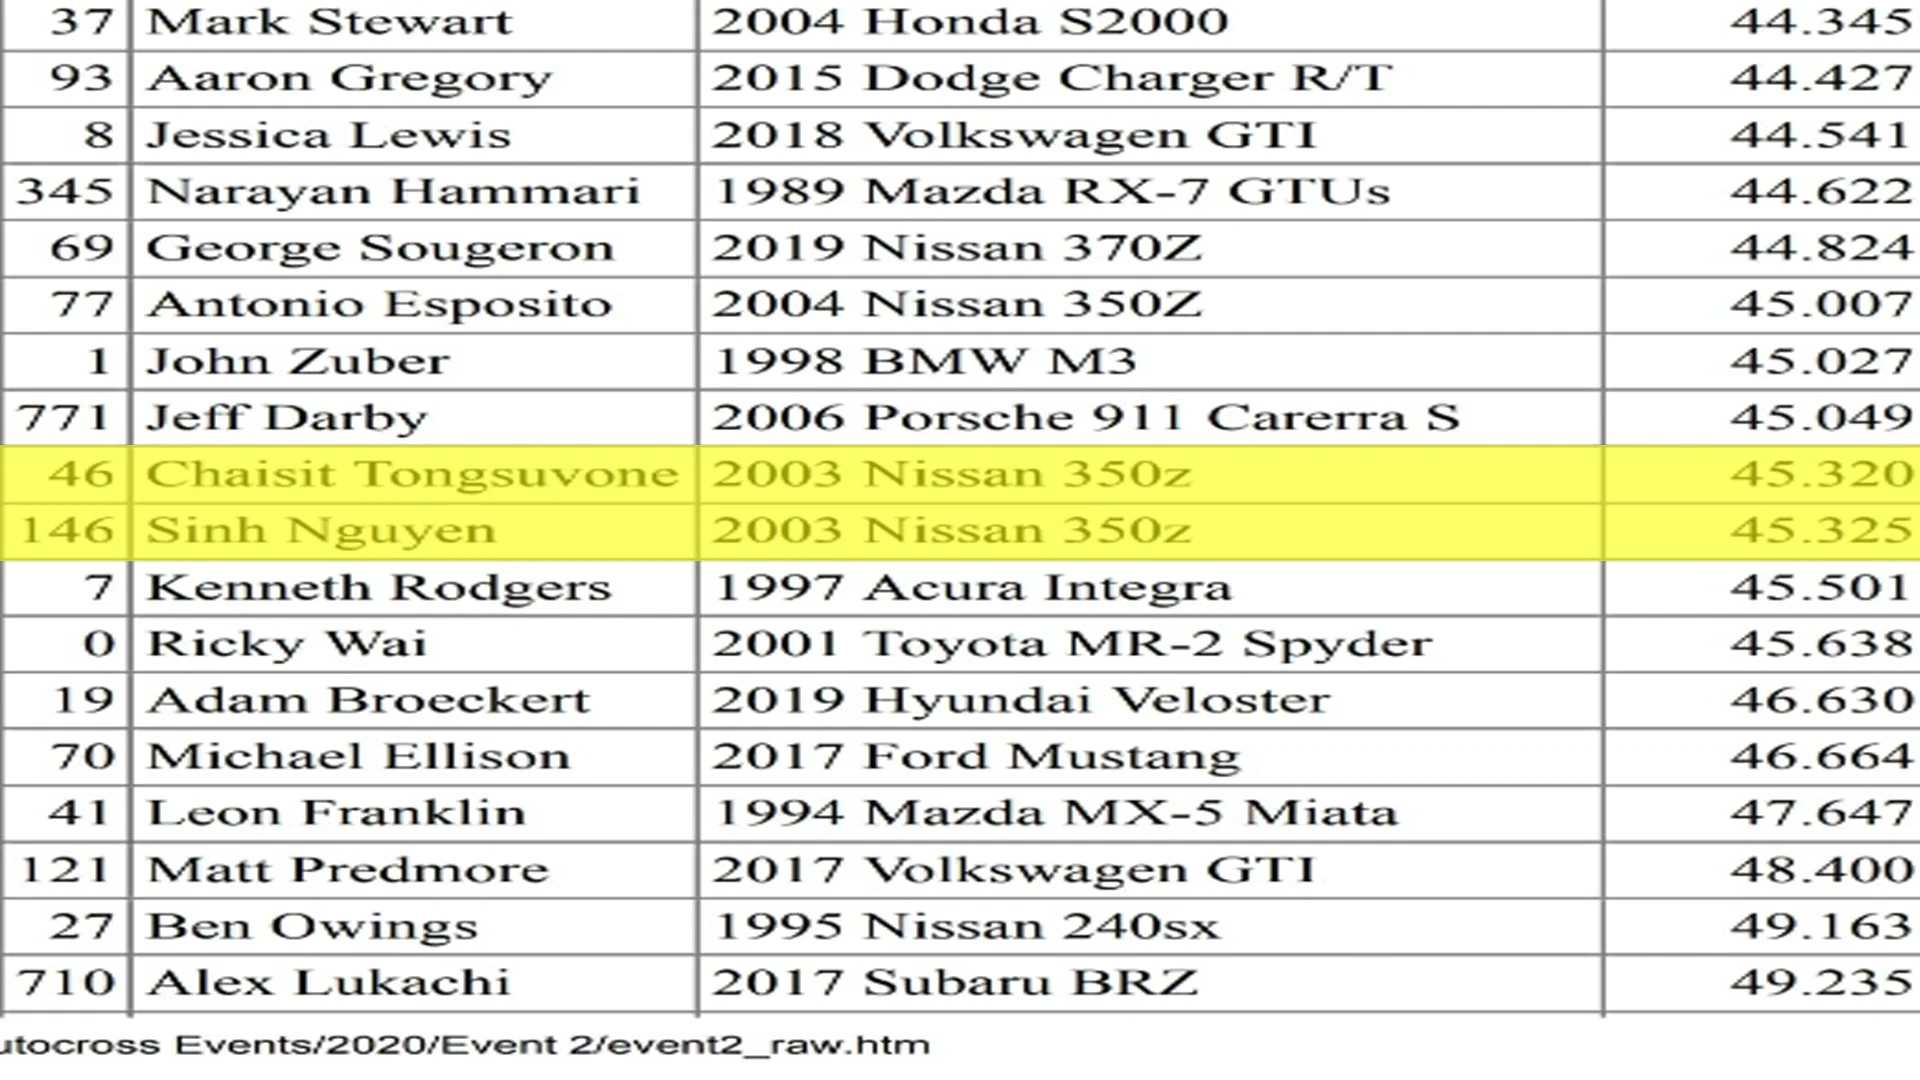 37 Mark Stewart 2004 Honda S2000 44.345
93 Aaron Gregory 2015 Dodge Charger R/T 44.427
8 Jessica Lewis 2018 Volkswagen GTI 44.541
345 Narayan Hammari 1989 Mazda RX-7 GTUs 44.622
69 George Sougeron 2019 Nissan 370Z 44.824
77 Antonio Esposito 2004 Nissan 350Z 45.007
1 John Zuber 1998 BMW M3 45.027
771 Jeff Darby 2006 Porsche 911 Carerra S 45.049
46 Chaisit Tongsuvone 2003 Nissan 350z 45.320
146 Sinh Nguyen 2003 Nissan 350z 45.325
7 Kenneth Rodgers 1997 Acura Integra 45.501
0 Ricky Wai 2001 Toyota MR-2 Spyder 45.638
19 Adam Broeckert 2019 Hyundai Veloster 46.630
70 Michael Ellison 2017 Ford Mustang 46.664
41 Leon Franklin 1994 Mazda MX-5 Miata 47.647
121 Matt Predmore 2017 Volkswagen GTI 48.400
27 Ben Owings 1995 Nissan 240sx 49.163
710 Alex Lukachi 2017 Subaru BRZ 49.235
utocross Events/2020/Event 2/event2_raw.htm